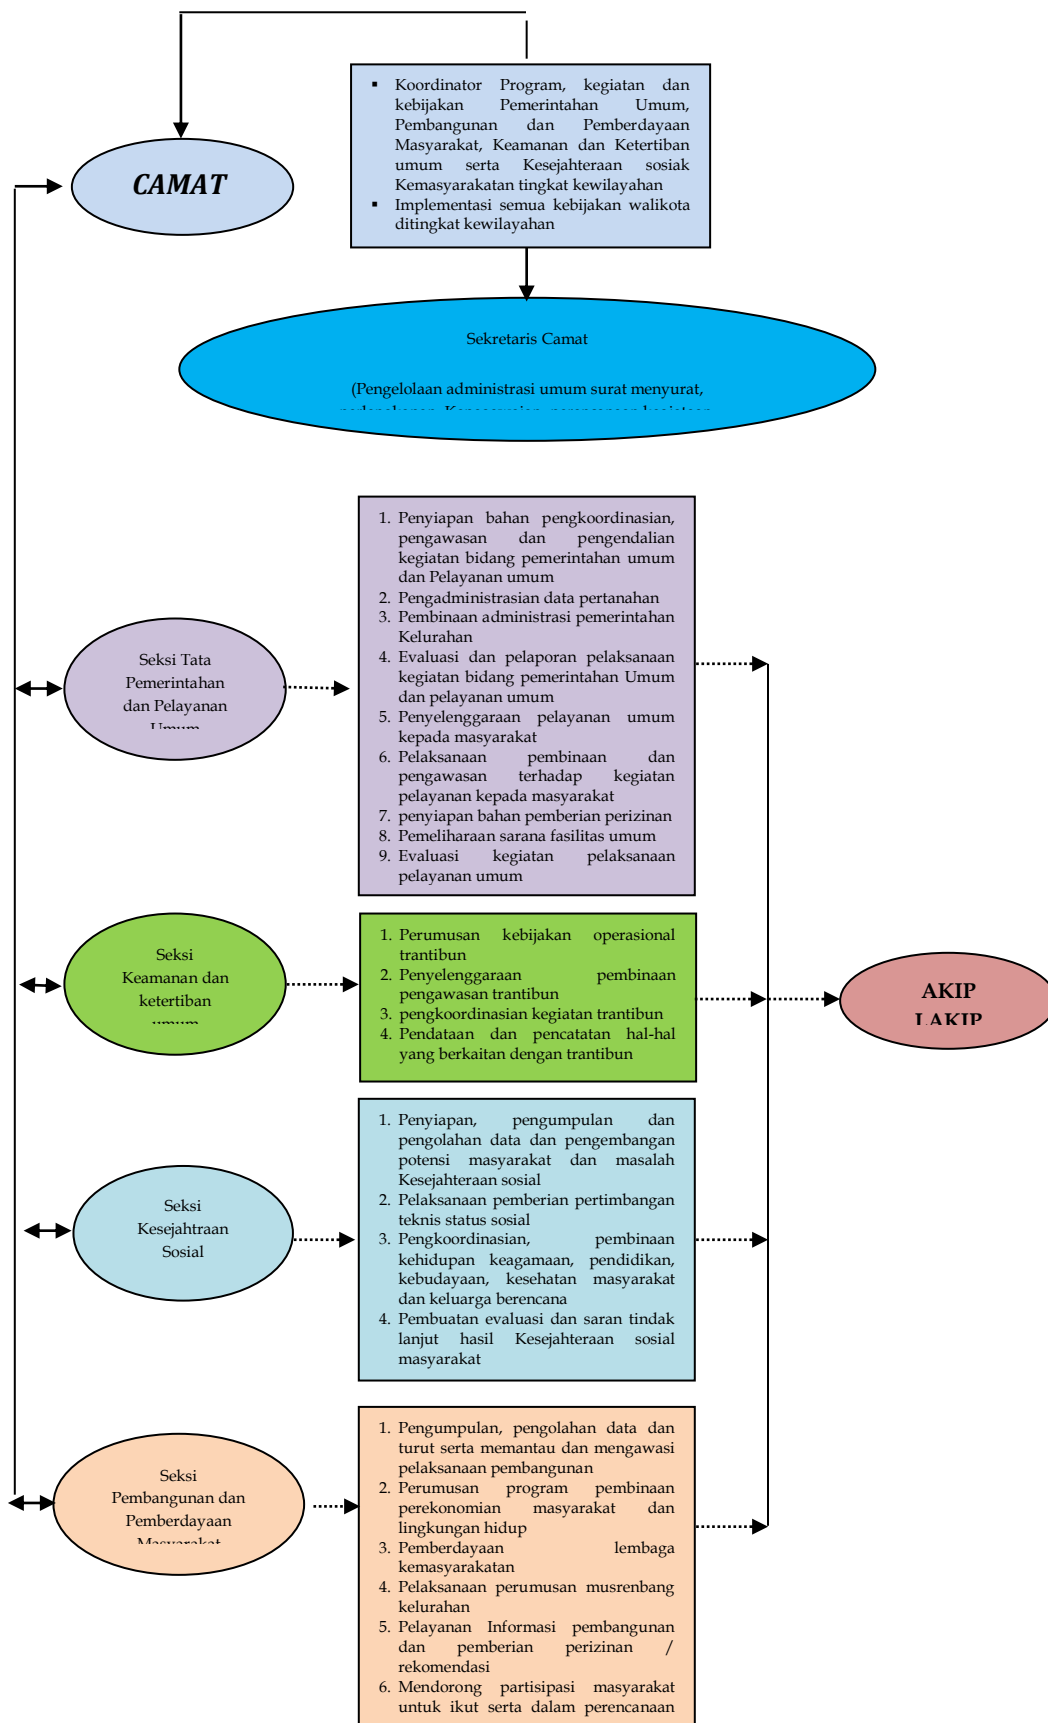 ▪ Koordinator Program, kegiatan dan
kebijakan Pemerintahan Umum,
Pembangunan dan Pemberdayaan
Masyarakat, Keamanan dan Ketertiban
umum serta Kesejahteraan sosiak
Kemasyarakatan tingkat kewilayahan
▪ Implementasi semua kebijakan walikota
ditingkat kewilayahan
CAMAT
Sekretaris Camat
(Pengelolaan administrasi umum surat menyurat,
Seksi Tata
Pemerintahan
dan Pelayanan
Umum
1. Penyiapan bahan pengkoordinasian,
pengawasan dan pengendalian
kegiatan bidang pemerintahan umum
dan Pelayanan umum
2. Pengadministrasian data pertanahan
3. Pembinaan administrasi pemerintahan
Kelurahan
4. Evaluasi dan pelaporan pelaksanaan
kegiatan bidang pemerintahan Umum
dan pelayanan umum
5. Penyelenggaraan pelayanan umum
kepada masyarakat
6. Pelaksanaan pembinaan dan
pengawasan terhadap kegiatan
pelayanan kepada masyarakat
7. penyiapan bahan pemberian perizinan
8. Pemeliharaan sarana fasilitas umum
9. Evaluasi kegiatan pelaksanaan
pelayanan umum
Seksi
Keamanan dan
ketertiban
umum
1. Perumusan kebijakan operasional
trantibun
2. Penyelenggaraan pembinaan
pengawasan trantibun
3. pengkoordinasian kegiatan trantibun
4. Pendataan dan pencatatan hal-hal
yang berkaitan dengan trantibun
AKIP
LAKIP
Seksi
Kesejahtraan
Sosial
1. Penyiapan, pengumpulan dan
pengolahan data dan pengembangan
potensi masyarakat dan masalah
Kesejahteraan sosial
2. Pelaksanaan pemberian pertimbangan
teknis status sosial
3. Pengkoordinasian, pembinaan
kehidupan keagamaan, pendidikan,
kebudayaan, kesehatan masyarakat
dan keluarga berencana
4. Pembuatan evaluasi dan saran tindak
lanjut hasil Kesejahteraan sosial
masyarakat
Seksi
Pembangunan dan
Pemberdayaan
Masyarakat
1. Pengumpulan, pengolahan data dan
turut serta memantau dan mengawasi
pelaksanaan pembangunan
2. Perumusan program pembinaan
perekonomian masyarakat dan
lingkungan hidup
3. Pemberdayaan lembaga
kemasyarakatan
4. Pelaksanaan perumusan musrenbang
kelurahan
5. Pelayanan Informasi pembangunan
dan pemberian perizinan /
rekomendasi
6. Mendorong partisipasi masyarakat
untuk ikut serta dalam perencanaan